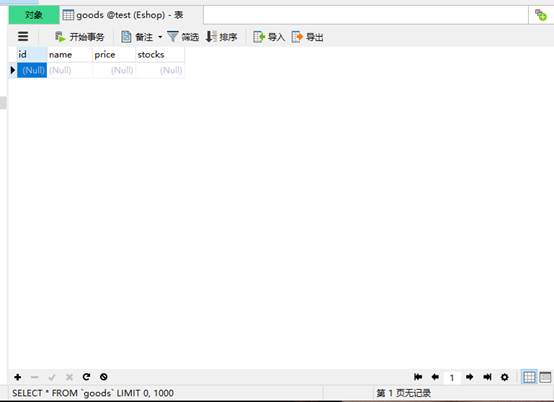 对象 goods @test (Eshop) - 表
开始事务 备注 筛选 排序 导入 导出
id name price stocks
(Null) (Null) (Null) (Null)
1
SELECT * FROM `goods` LIMIT 0, 1000 第 1 页无记录